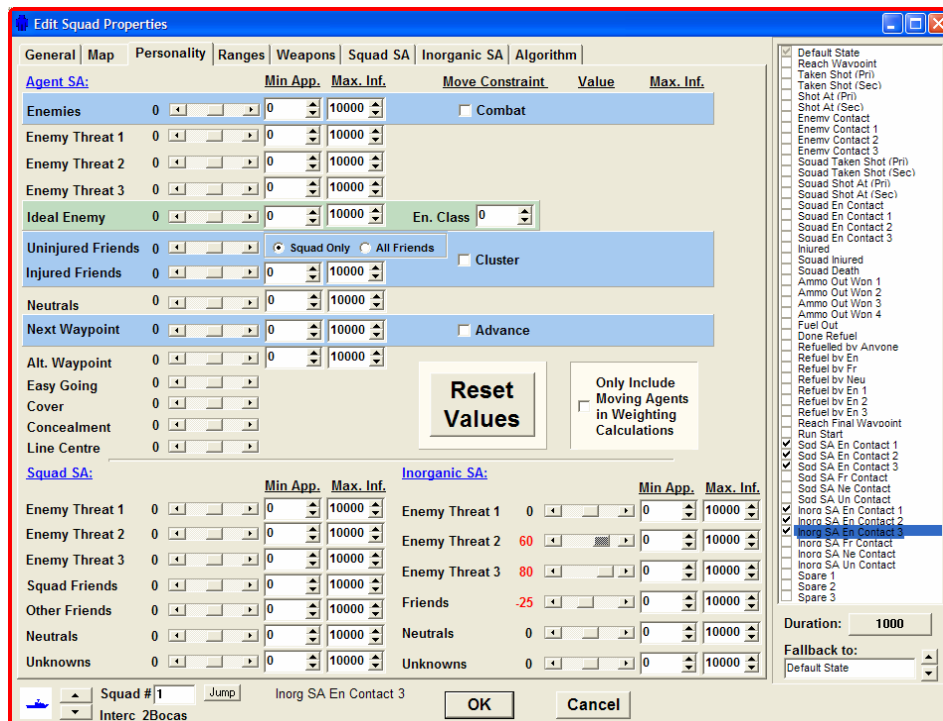 Edit Squad Properties
General Map Personality Ranges Weapons Squad SA Inorganic SA Algorithm
Agent SA: Min App. Max. Inf. Move Constraint Value Max. Inf.
Enemies 0 0 10000 Combat
Enemy Threat 1 0 0 10000
Enemy Threat 2 0 0 10000
Enemy Threat 3 0 0 10000
Ideal Enemy 0 0 10000 En. Class 0
Uninjured Friends 0 Squad Only All Friends
Cluster
Injured Friends 0 0 10000
Neutrals 0 0 10000
Next Waypoint 0 0 10000 Advance
Alt. Waypoint 0 0 10000
Easy Going 0
Cover 0
Concealment 0
Line Centre 0
Reset
Values
Only Include
Moving Agents
in Weighting
Calculations
Squad SA:
Min App. Max. Inf.
Enemy Threat 1 0 0 10000
Enemy Threat 2 0 0 10000
Enemy Threat 3 0 0 10000
Squad Friends 0 0 10000
Other Friends 0 0 10000
Neutrals 0 0 10000
Unknowns 0 0 10000
Inorganic SA:
Min App. Max. Inf.
Enemy Threat 1 0 0 10000
Enemy Threat 2 60 0 10000
Enemy Threat 3 80 0 10000
Friends -25 0 10000
Neutrals 0 0 10000
Unknowns 0 0 10000
Default State
Reach Waypoint
Taken Shot (Pri)
Taken Shot (Sec)
Shot At (Pri)
Shot At (Sec)
Enemy Contact
Enemy Contact 1
Enemy Contact 2
Enemy Contact 3
Squad Taken Shot (Pri)
Squad Taken Shot (Sec)
Squad Shot At (Pri)
Squad Shot At (Sec)
Squad En Contact
Squad En Contact 1
Squad En Contact 2
Squad En Contact 3
Injured
Squad Injured
Squad Death
Ammo Out Wpn 1
Ammo Out Wpn 2
Ammo Out Wpn 3
Ammo Out Wpn 4
Fuel Out
Done Refuel
Refuelled by Anyone
Refuel by En
Refuel by Fr
Refuel by Neu
Refuel by En 1
Refuel by En 2
Refuel by En 3
Reach Final Waypoint
Run Start
Sqd SA En Contact 1
Sqd SA En Contact 2
Sqd SA En Contact 3
Sqd SA Fr Contact
Sqd SA Ne Contact
Sqd SA Un Contact
Inorg SA En Contact 1
Inorg SA En Contact 2
Inorg SA En Contact 3
Inorg SA Fr Contact
Inorg SA Ne Contact
Inorg SA Un Contact
Spare 1
Spare 2
Spare 3
Duration: 1000
Fallback to:
Default State
Squad # 1 Jump Inorg SA En Contact 3
Interc 2Bocas
OK Cancel